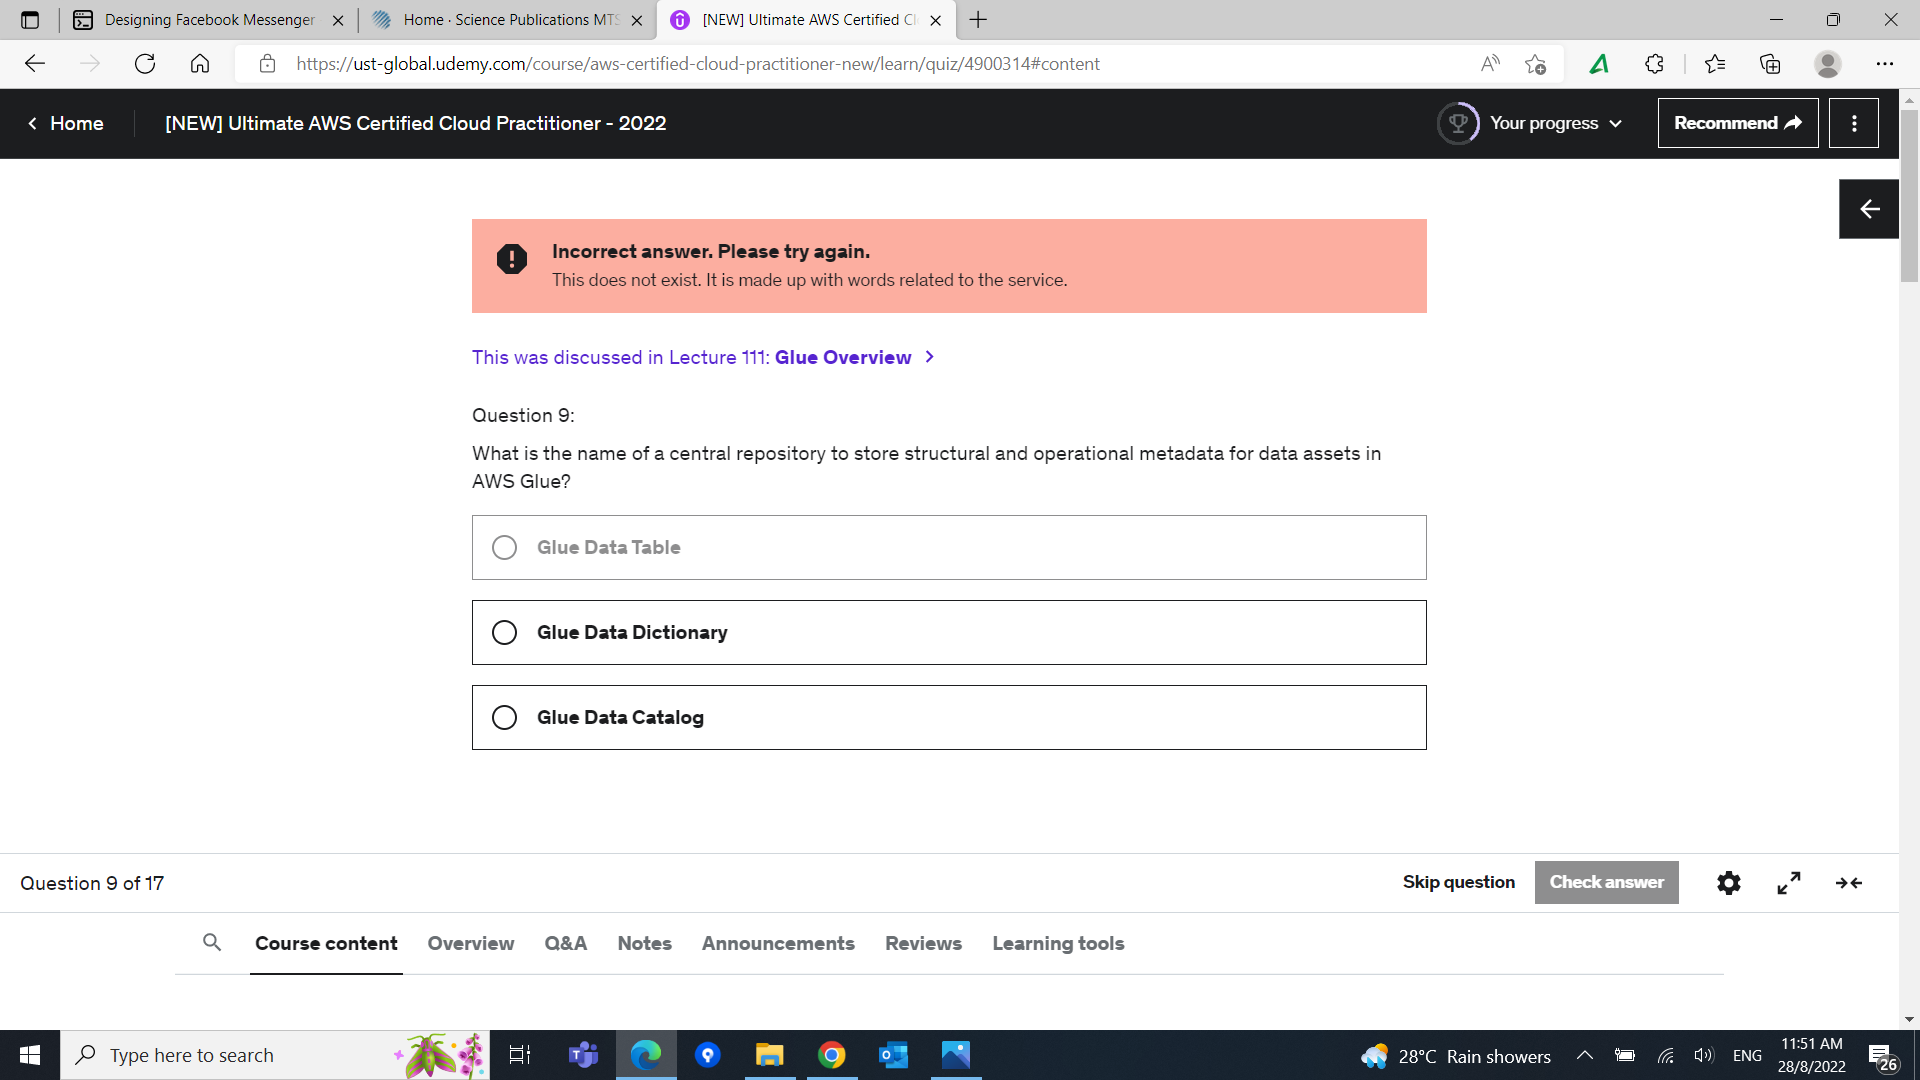 Designing Facebook Messenger
Home · Science Publications MTS
[NEW] Ultimate AWS Certified Cl
https://ust-global.udemy.com/course/aws-certified-cloud-practitioner-new/learn/quiz/4900314#content
Home
[NEW] Ultimate AWS Certified Cloud Practitioner - 2022
Your progress
Recommend
Incorrect answer. Please try again.
This does not exist. It is made up with words related to the service.
This was discussed in Lecture 111: Glue Overview
Question 9:
What is the name of a central repository to store structural and operational metadata for data assets in
AWS Glue?
Glue Data Table
Glue Data Dictionary
Glue Data Catalog
Question 9 of 17
Skip question
Check answer
Course content
Overview
Q&A
Notes
Announcements
Reviews
Learning tools
Type here to search
28°C Rain showers
ENG
11:51 AM
28/8/2022
26